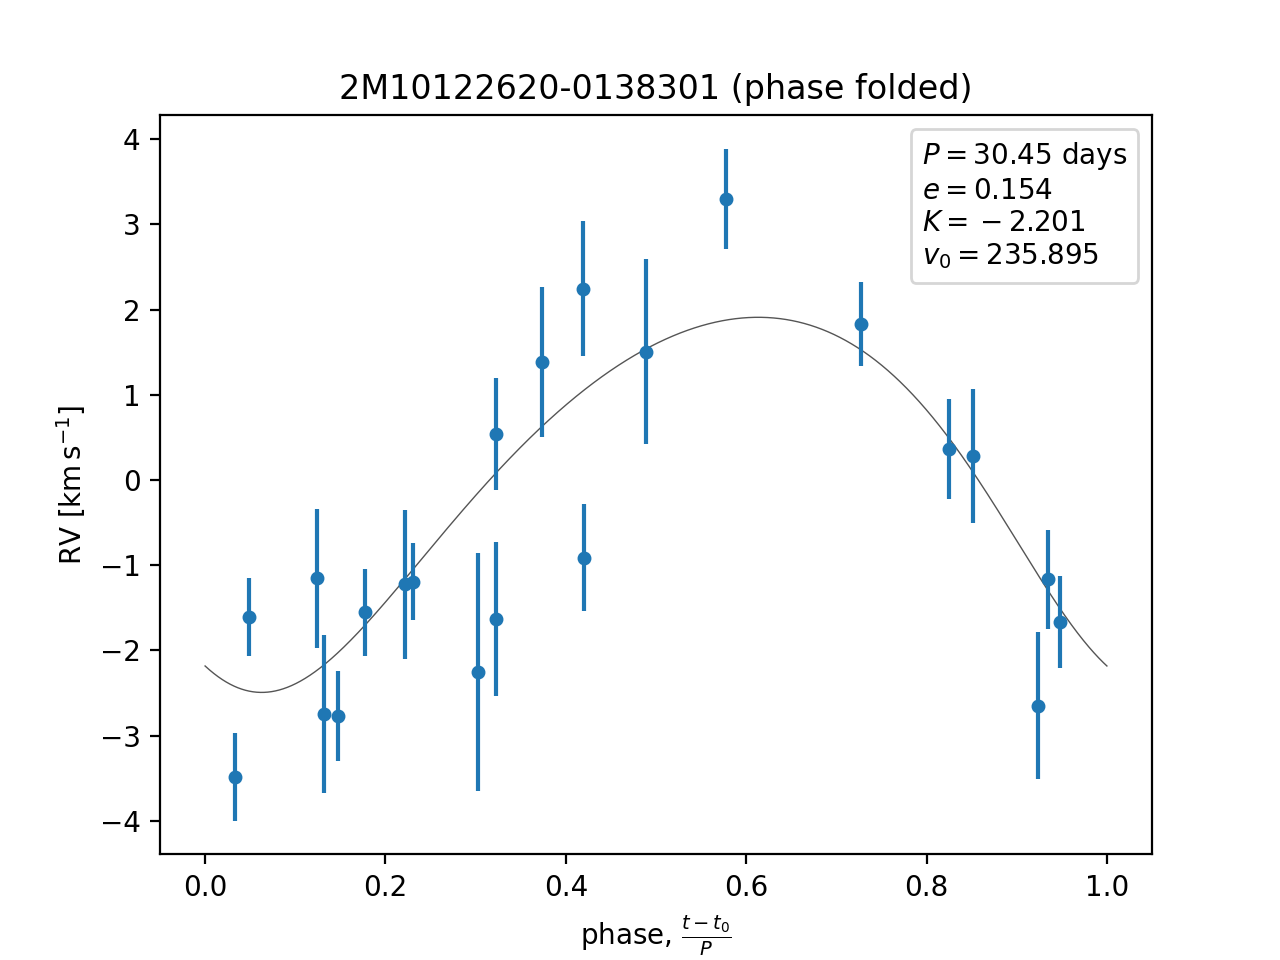 2M10122620-0138301 (phase folded)
P = 30.45 days
e = 0.154
K = −2.201
v₀ = 235.895
4
3
2
1
0
−1
−2
−3
−4
RV [km s⁻¹]
0.0 0.2 0.4 0.6 0.8 1.0
phase, (t − t₀)/P